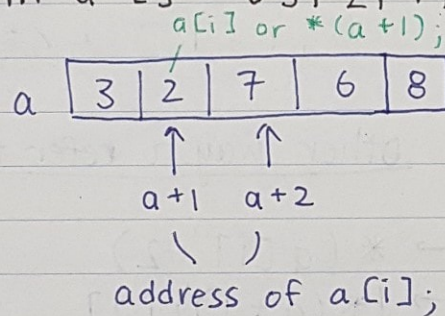 a[i] or *(a+1);
a 3 2 7 6 8
a+1 a+2
address of a[i];